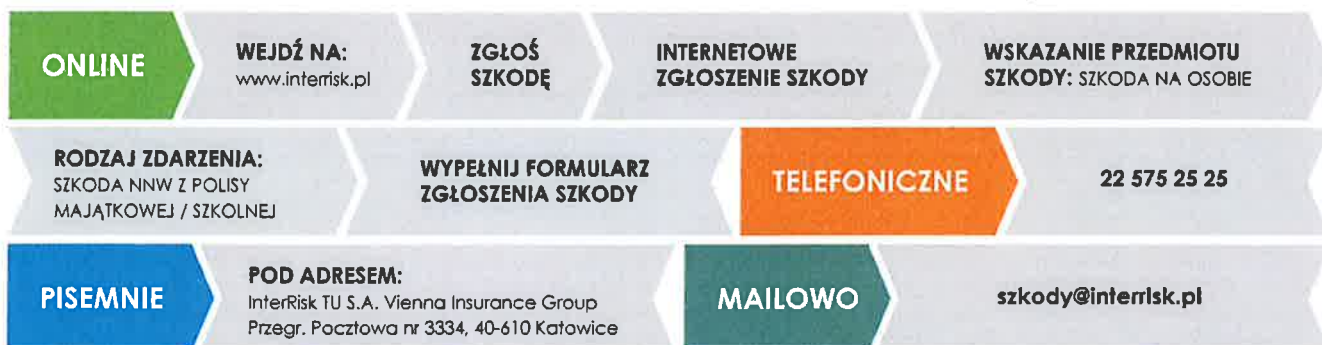 ONLINE
WEJDŹ NA:
www.interrisk.pl
ZGŁOŚ
SZKODĘ
INTERNETOWE
ZGŁOSZENIE SZKODY
WSKAZANIE PRZEDMIOTU
SZKODY: SZKODA NA OSOBIE
RODZAJ ZDARZENIA:
SZKODA NNW Z POLISY
MAJĄTKOWEJ / SZKOLNEJ
WYPEŁNIJ FORMULARZ
ZGŁOSZENIA SZKODY
TELEFONICZNE
22 575 25 25
PISEMNIE
POD ADRESEM:
InterRisk TU S.A. Vienna Insurance Group
Przegr. Pocztowa nr 3334, 40-610 Katowice
MAILOWO
szkody@interrisk.pl